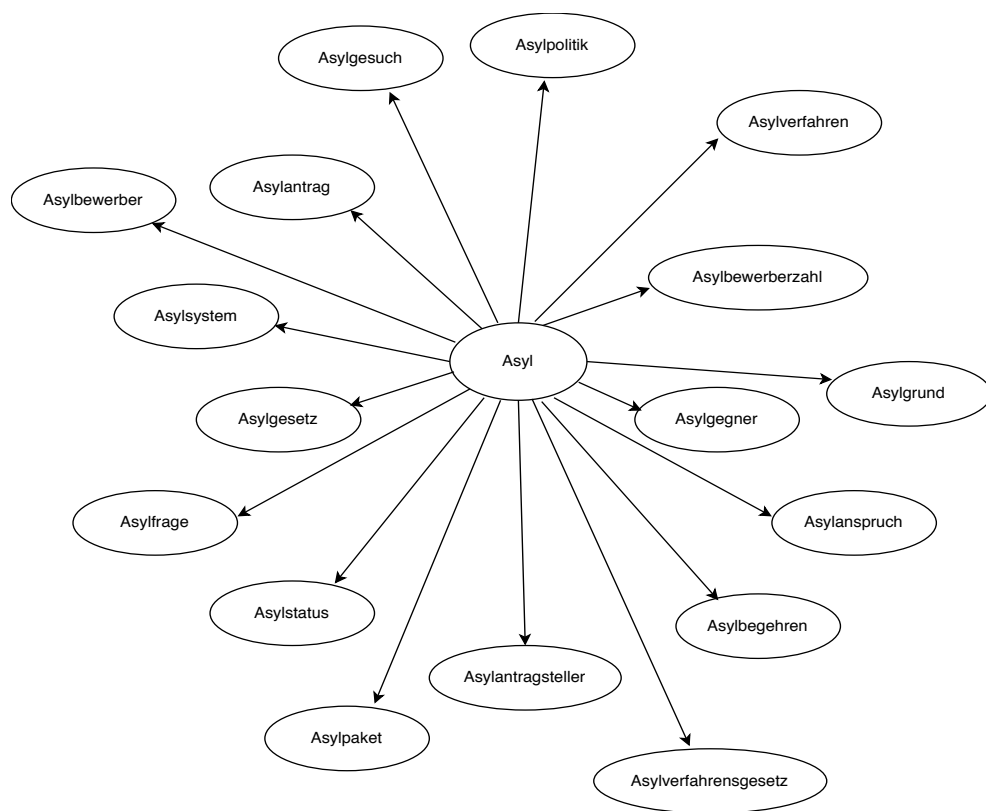 Asylpolitik
Asylgesuch
Asylverfahren
Asylantrag
Asylbewerber
Asylbewerberzahl
Asylsystem
Asyl
Asylgrund
Asylgesetz
Asylgegner
Asylfrage
Asylanspruch
Asylstatus
Asylbegehren
Asylantragsteller
Asylpaket
Asylverfahrensgesetz